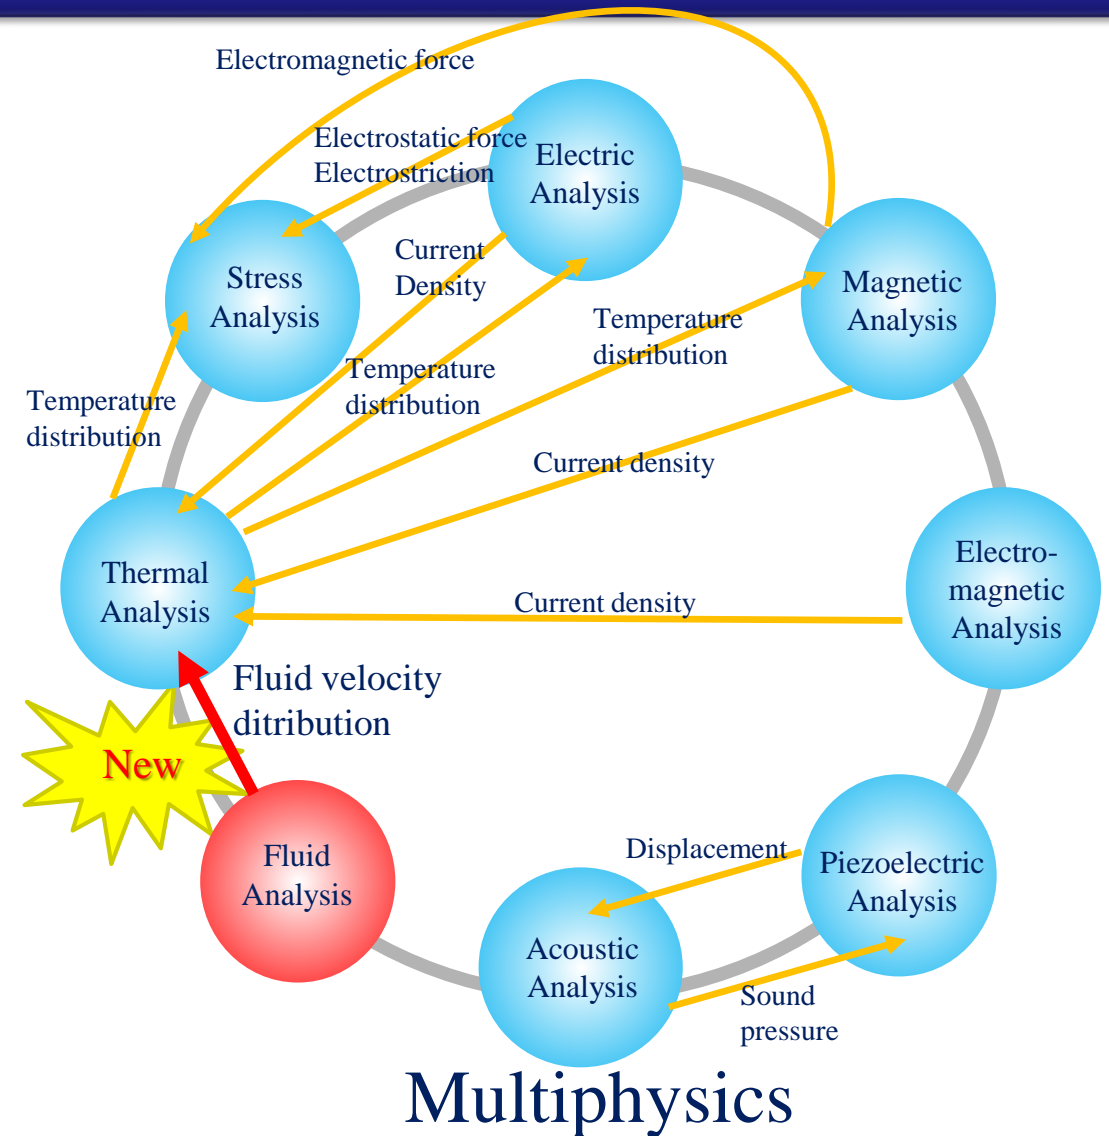 Electromagnetic force
Electrostatic force
Electrostriction
Electric
Analysis
Current
Density
Stress
Analysis
Magnetic
Analysis
Temperature
distribution
Temperature
distribution
Temperature
distribution
Current density
Thermal
Analysis
Electro-
magnetic
Analysis
Current density
Fluid velocity
ditribution
New
Fluid
Analysis
Displacement
Piezoelectric
Analysis
Acoustic
Analysis
Sound
pressure
Multiphysics